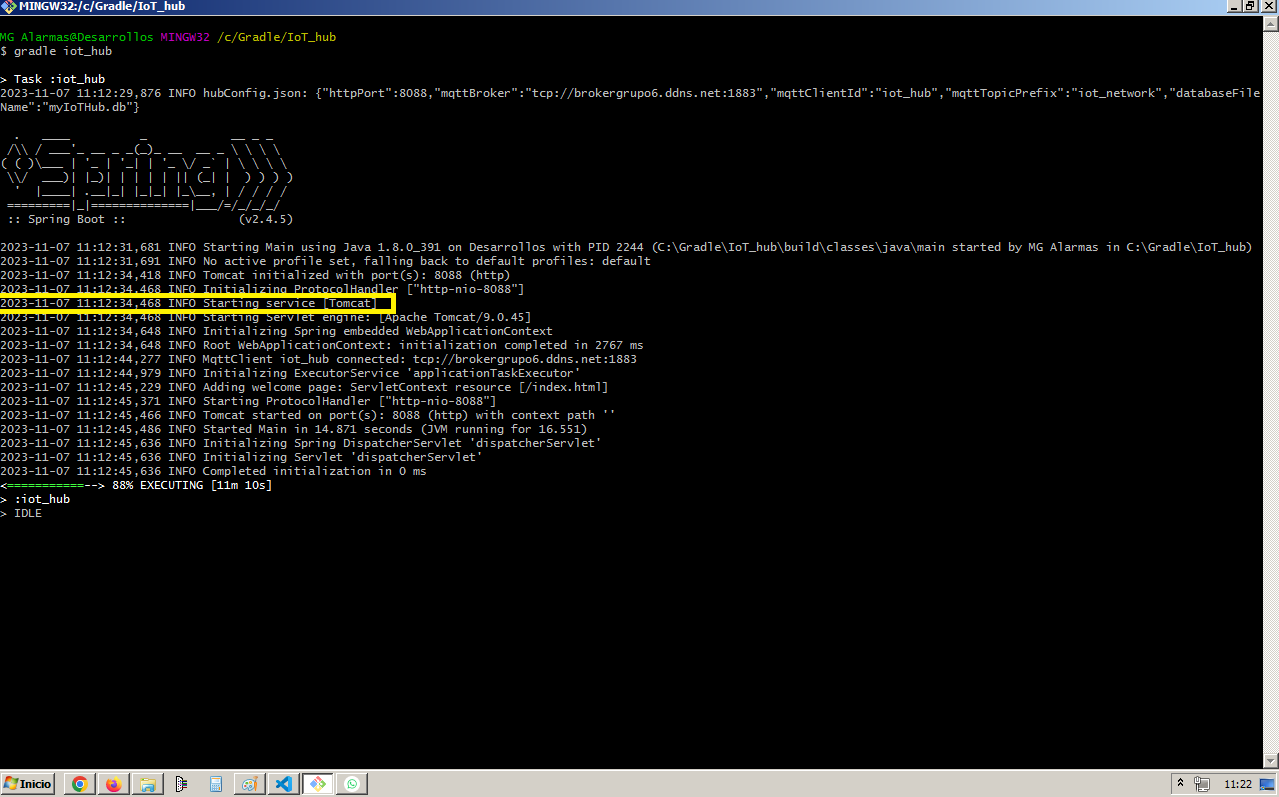 MINGW32:/c/Gradle/IoT_hub
MG Alarmas@Desarrollos MINGW32 /c/Gradle/IoT_hub
$ gradle iot_hub
> Task :iot_hub
2023-11-07 11:12:29,876 INFO hubConfig.json: {"httpPort":8088,"mqttBroker":"tcp://brokergrupo6.ddns.net:1883","mqttClientId":"iot_hub","mqttTopicPrefix":"iot_network","databaseFile
Name":"myIoTHub.db"}
:: Spring Boot :: (v2.4.5)
2023-11-07 11:12:31,681 INFO Starting Main using Java 1.8.0_391 on Desarrollos with PID 2244 (C:\Gradle\IoT_hub\build\classes\java\main started by MG Alarmas in C:\Gradle\IoT_hub)
2023-11-07 11:12:31,691 INFO No active profile set, falling back to default profiles: default
2023-11-07 11:12:34,418 INFO Tomcat initialized with port(s): 8088 (http)
2023-11-07 11:12:34,468 INFO Initializing ProtocolHandler ["http-nio-8088"]
2023-11-07 11:12:34,468 INFO Starting service [Tomcat]
2023-11-07 11:12:34,468 INFO Starting Servlet engine: [Apache Tomcat/9.0.45]
2023-11-07 11:12:34,648 INFO Initializing Spring embedded WebApplicationContext
2023-11-07 11:12:34,648 INFO Root WebApplicationContext: initialization completed in 2767 ms
2023-11-07 11:12:44,277 INFO MqttClient iot_hub connected: tcp://brokergrupo6.ddns.net:1883
2023-11-07 11:12:44,979 INFO Initializing ExecutorService 'applicationTaskExecutor'
2023-11-07 11:12:45,229 INFO Adding welcome page: ServletContext resource [/index.html]
2023-11-07 11:12:45,371 INFO Starting ProtocolHandler ["http-nio-8088"]
2023-11-07 11:12:45,466 INFO Tomcat started on port(s): 8088 (http) with context path ''
2023-11-07 11:12:45,486 INFO Started Main in 14.871 seconds (JVM running for 16.551)
2023-11-07 11:12:45,636 INFO Initializing Spring DispatcherServlet 'dispatcherServlet'
2023-11-07 11:12:45,636 INFO Initializing Servlet 'dispatcherServlet'
2023-11-07 11:12:45,636 INFO Completed initialization in 0 ms
<===========--> 88% EXECUTING [11m 10s]
> :iot_hub
> IDLE
Inicio
11:22